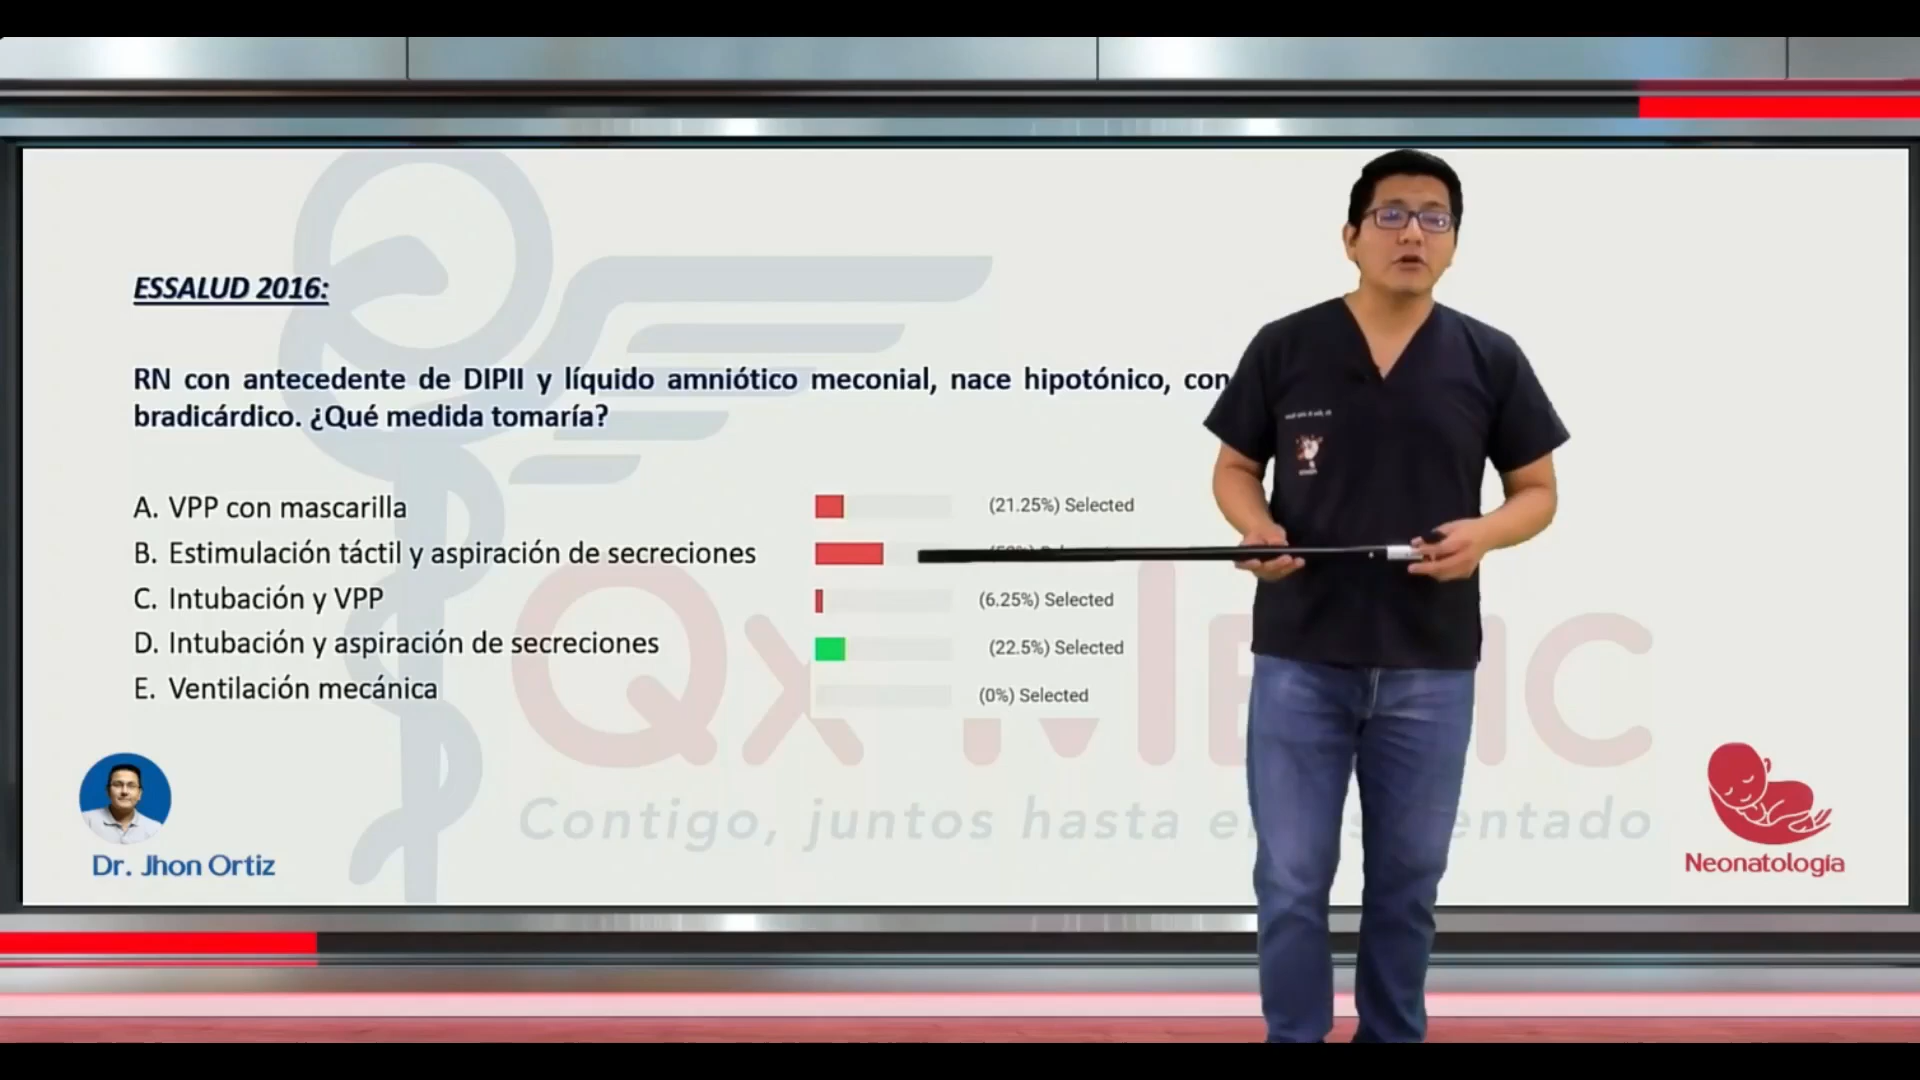 ESSALUD 2016:
RN con antecedente de DIPII y líquido amniótico meconial, nace hipotónico, con
bradicárdico. ¿Qué medida tomaría?
A. VPP con mascarilla
(21.25%) Selected
B. Estimulación táctil y aspiración de secreciones
C. Intubación y VPP
(6.25%) Selected
D. Intubación y aspiración de secreciones
(22.5%) Selected
E. Ventilación mecánica
(0%) Selected
Contigo, juntos hasta
Dr. Jhon Ortiz
Neonatología